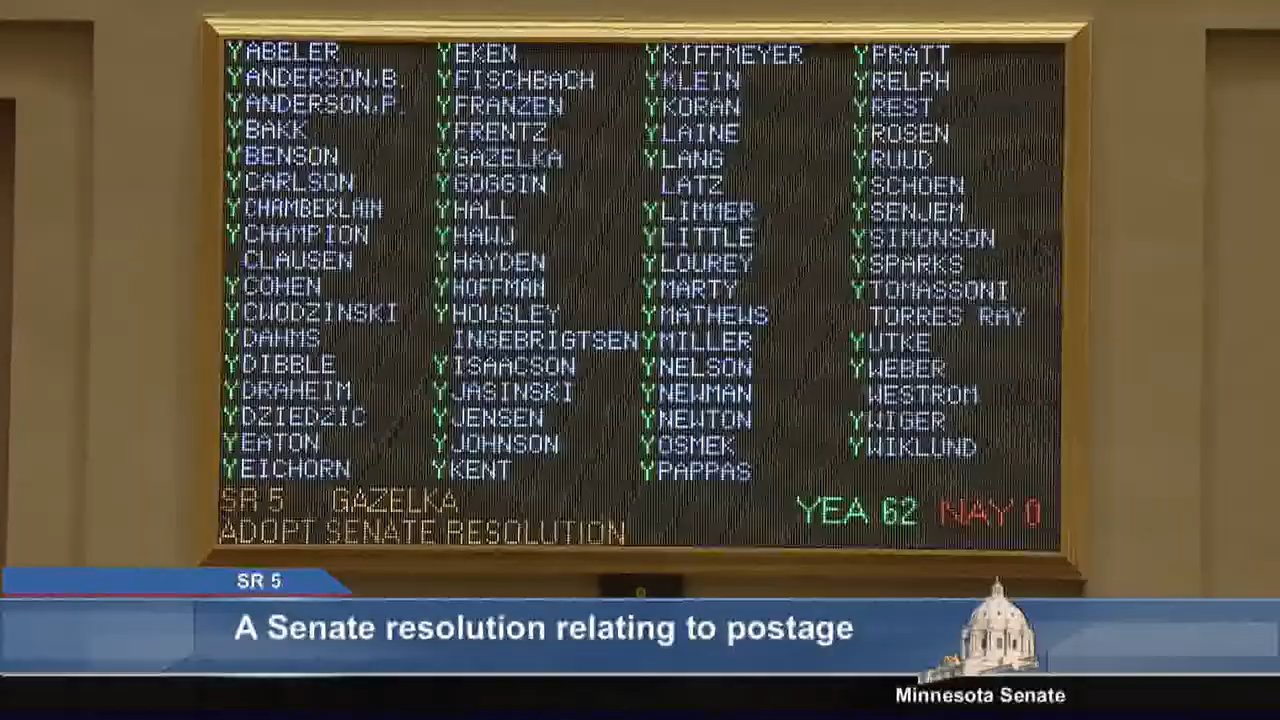 YABELER YEKEN YKIFFMEYER YPRATT
YANDERSON,B. YFISCHBACH YKLEIN YRELPH
YANDERSON,P. YFRANZEN YKORAN YREST
YBAKK YFRENTZ YLAINE YROSEN
YBENSON YGAZELKA YLANG YRUUD
YCARLSON YGOGGIN LATZ YSCHOEN
YCHAMBERLAIN YHALL YLIMMER YSENJEM
YCHAMPION YHAWJ YLITTLE YSIMONSON
CLAUSEN YHAYDEN YLOUREY YSPARKS
YCOHEN YHOFFMAN YMARTY YTOMASSONI
YCWODZINSKI YHOUSLEY YMATHEWS TORRES RAY
YDAHMS INGEBRIGTSEN YMILLER YUTKE
YDIBBLE YISAACSON YNELSON YWEBER
YDRAHEIM YJASINSKI YNEWMAN WESTROM
YDZIEDZIC YJENSEN YNEWTON YWIGER
YEATON YJOHNSON YOSMEK YWIKLUND
YEICHORN YKENT YPAPPAS
SR 5 GAZELKA YEA 62 NAY 0
ADOPT SENATE RESOLUTION
SR 5
A Senate resolution relating to postage
Minnesota Senate